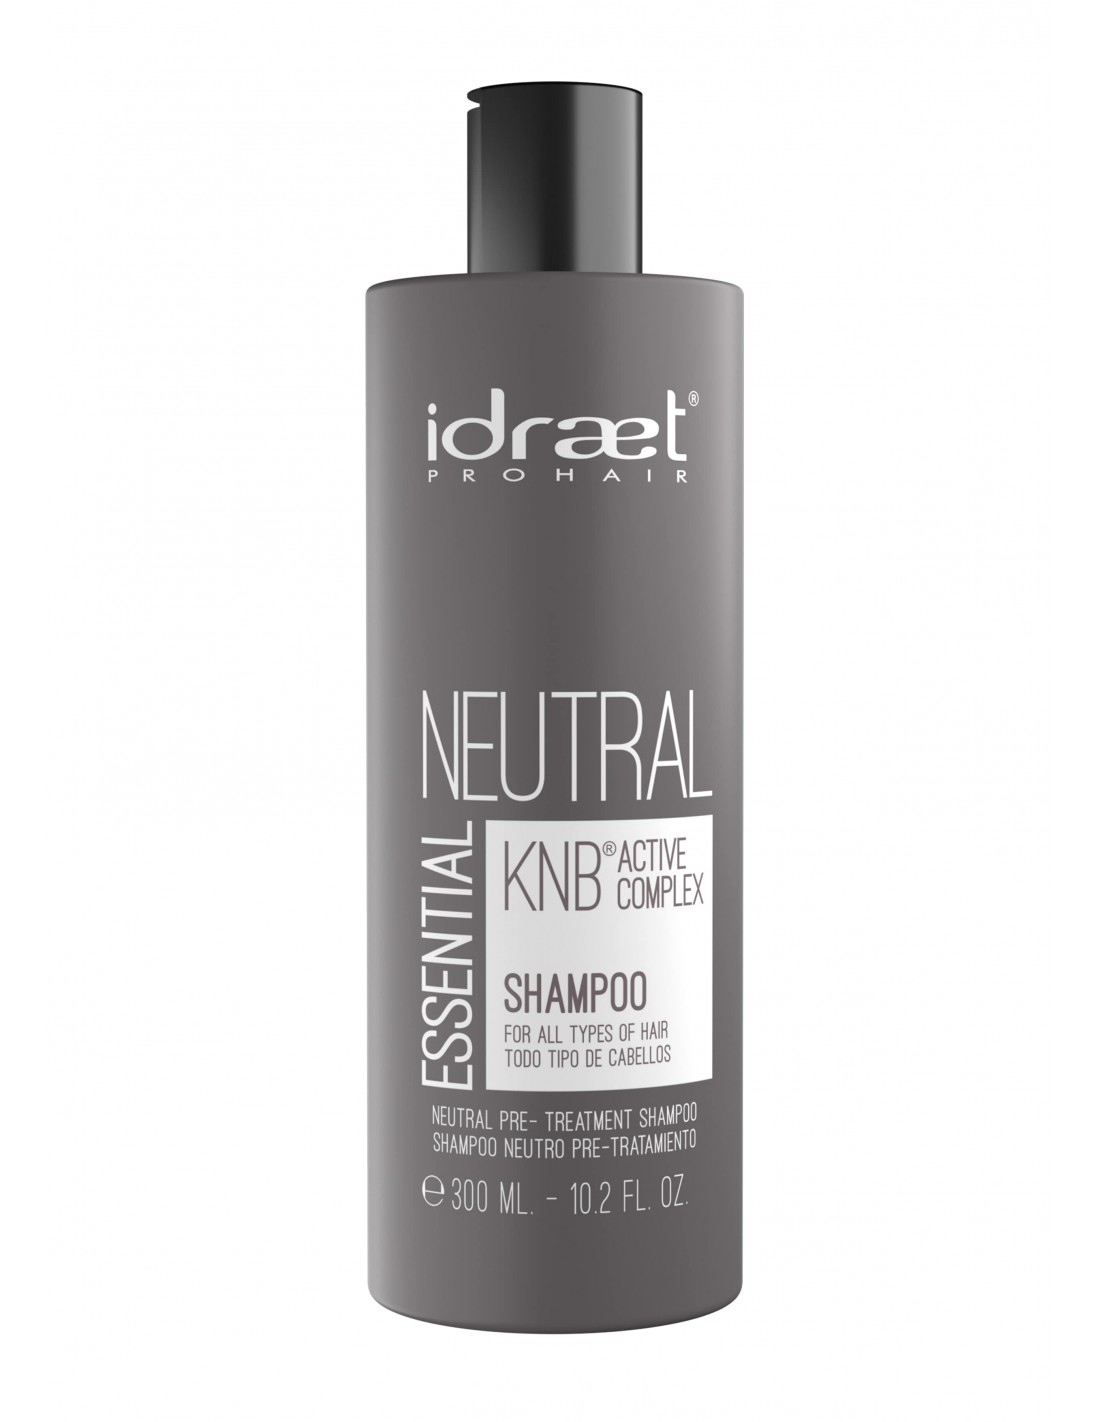 idraet®
PROHAIR
NEUTRAL
ESSENTIAL
KNB® ACTIVE
COMPLEX
SHAMPOO
FOR ALL TYPES OF HAIR
TODO TIPO DE CABELLOS
NEUTRAL PRE- TREATMENT SHAMPOO
SHAMPOO NEUTRO PRE-TRATAMIENTO
℮ 300 ML. - 10.2 FL. OZ.